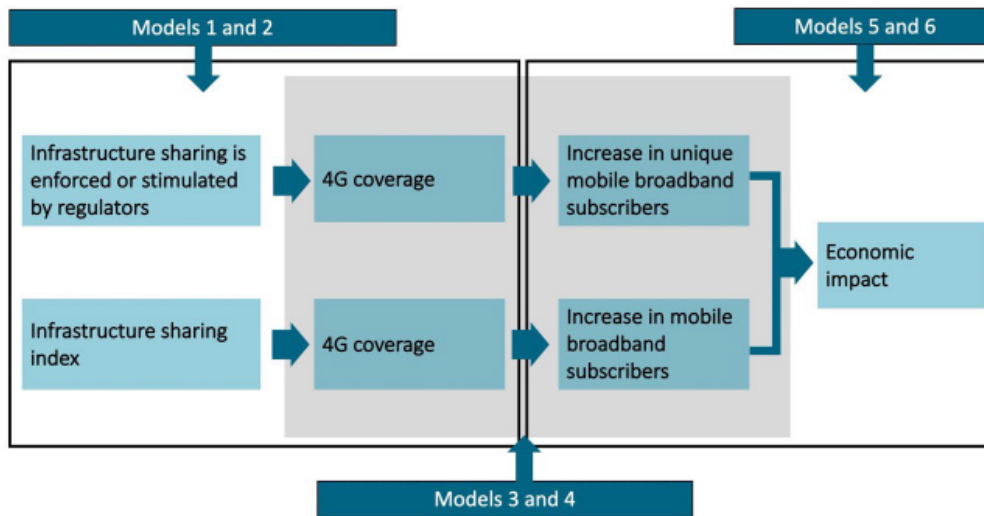 Models 1 and 2
Models 5 and 6
Infrastructure sharing is
enforced or stimulated
by regulators
4G coverage
Increase in unique
mobile broadband
subscribers
Economic
impact
Infrastructure sharing
index
4G coverage
Increase in mobile
broadband
subscribers
Models 3 and 4